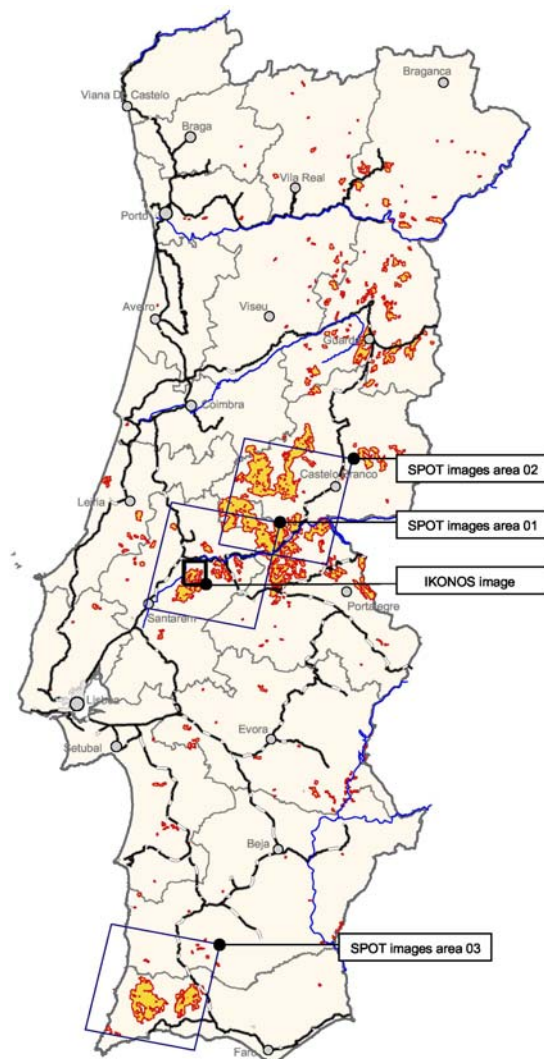 Braganca
Viana Do Castelo
Braga
Vila Real
Porto
Viseu
Aveiro
Guarda
Coimbra
SPOT images area 02
Castelo Branco
Leiria
SPOT images area 01
IKONOS image
Portalegre
Santarem
Lisboa
Evora
Setubal
Beja
SPOT images area 03
Faro